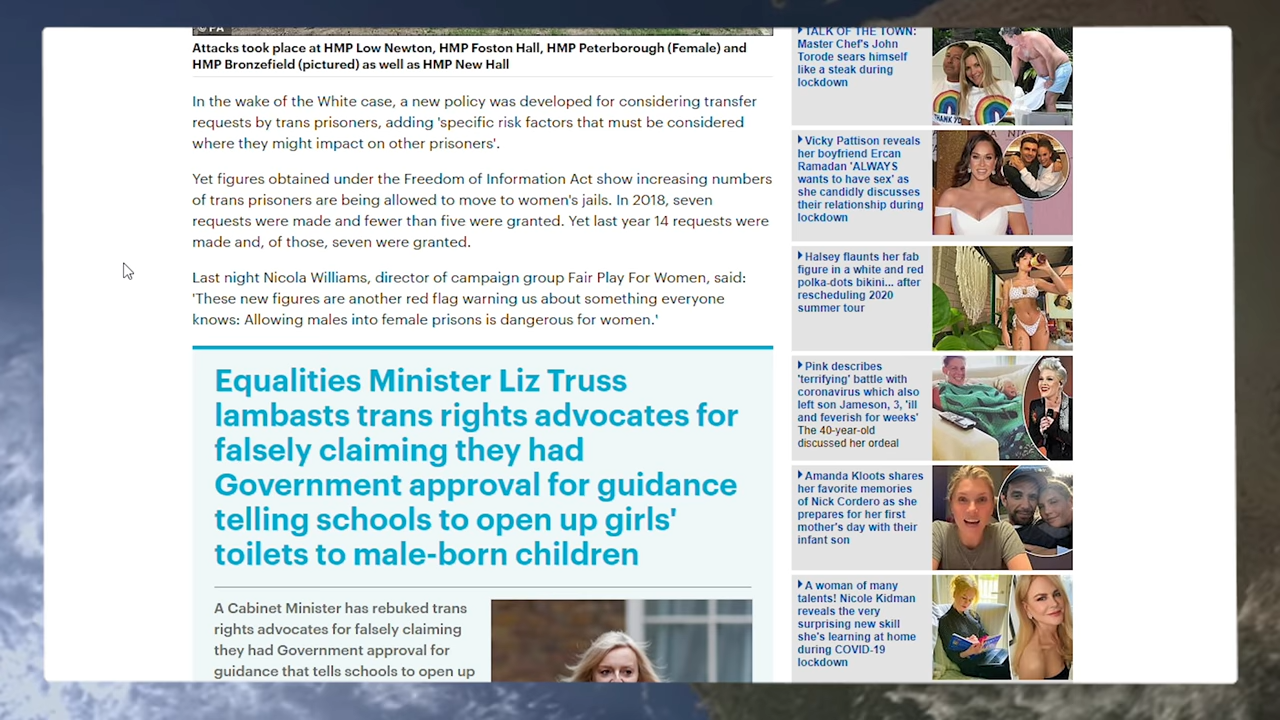 © PA
Attacks took place at HMP Low Newton, HMP Foston Hall, HMP Peterborough (Female) and
HMP Bronzefield (pictured) as well as HMP New Hall
In the wake of the White case, a new policy was developed for considering transfer
requests by trans prisoners, adding 'specific risk factors that must be considered
where they might impact on other prisoners'.
Yet figures obtained under the Freedom of Information Act show increasing numbers
of trans prisoners are being allowed to move to women's jails. In 2018, seven
requests were made and fewer than five were granted. Yet last year 14 requests were
made and, of those, seven were granted.
Last night Nicola Williams, director of campaign group Fair Play For Women, said:
'These new figures are another red flag warning us about something everyone
knows: Allowing males into female prisons is dangerous for women.'
Equalities Minister Liz Truss
lambasts trans rights advocates for
falsely claiming they had
Government approval for guidance
telling schools to open up girls'
toilets to male-born children
A Cabinet Minister has rebuked trans
rights advocates for falsely claiming
they had Government approval for
guidance that tells schools to open up
TALK OF THE TOWN:
Master Chef's John
Torode sears himself
like a steak during
lockdown
THANK YO
Vicky Pattison reveals
her boyfriend Ercan
Ramadan 'ALWAYS
wants to have sex' as
she candidly discusses
their relationship during
lockdown
Halsey flaunts her fab
figure in a white and red
polka-dots bikini... after
rescheduling 2020
summer tour
Pink describes
'terrifying' battle with
coronavirus which also
left son Jameson, 3, 'ill
and feverish for weeks'
The 40-year-old
discussed her ordeal
Amanda Kloots shares
her favorite memories
of Nick Cordero as she
prepares for her first
mother's day with their
infant son
A woman of many
talents! Nicole Kidman
reveals the very
surprising new skill
she's learning at home
during COVID-19
lockdown